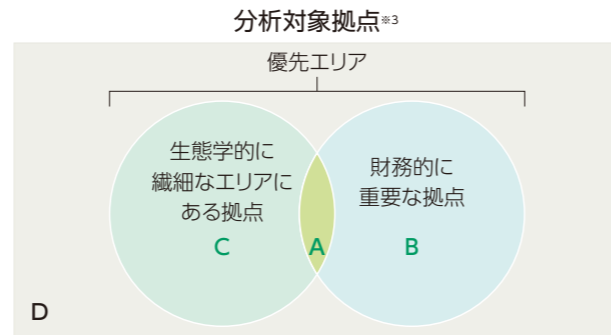 分析対象拠点※3
優先エリア
生態学的に
繊細なエリアに
ある拠点
財務的に
重要な拠点
C
A
B
D